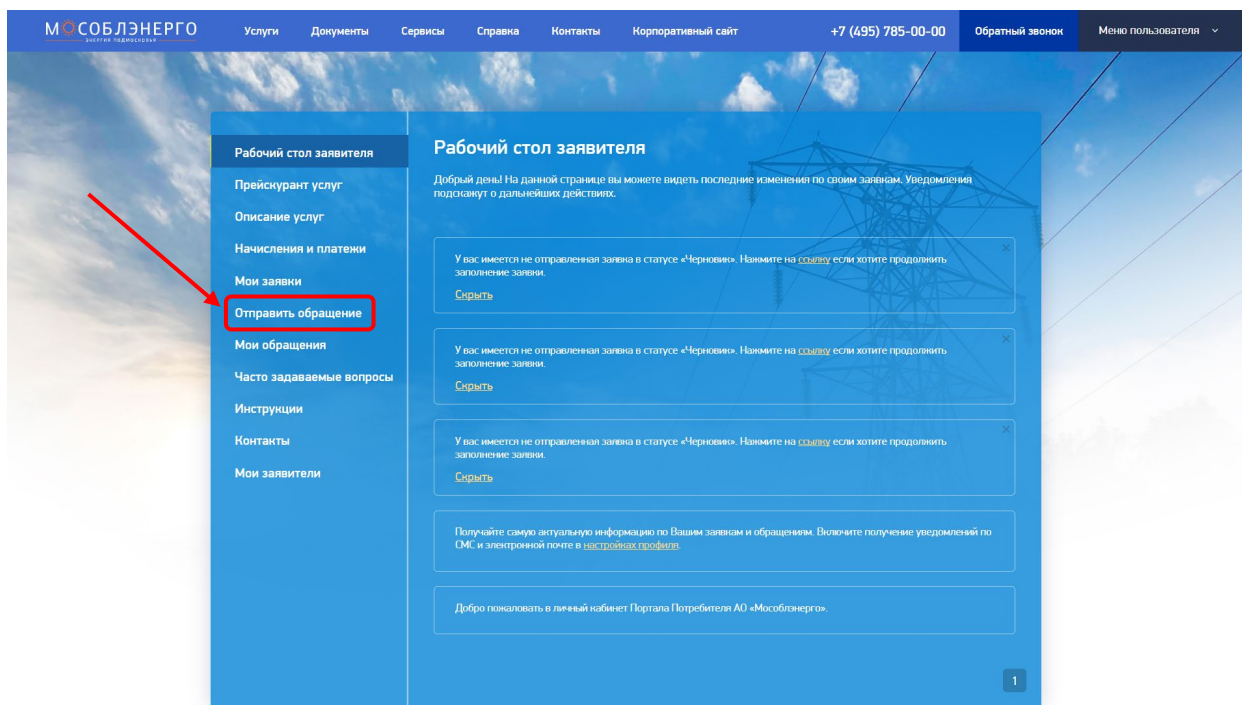 МОСОБЛЭНЕРГО
ЭНЕРГИЯ ПОДМОСКОВЬЯ
Услуги Документы Сервисы Справка Контакты Корпоративный сайт +7 (495) 785-00-00 Обратный звонок Меню пользователя
Рабочий стол заявителя
Прейскурант услуг
Описание услуг
Начисления и платежи
Мои заявки
Отправить обращение
Мои обращения
Часто задаваемые вопросы
Инструкции
Контакты
Мои заявители
Рабочий стол заявителя
Добрый день! На данной странице вы можете видеть последние изменения по своим заявкам. Уведомления
подскажут о дальнейших действиях.
У вас имеется не отправленная заявка в статусе «Черновик». Нажмите на ссылку если хотите продолжить
заполнение заявки.
Скрыть
У вас имеется не отправленная заявка в статусе «Черновик». Нажмите на ссылку если хотите продолжить
заполнение заявки.
Скрыть
У вас имеется не отправленная заявка в статусе «Черновик». Нажмите на ссылку если хотите продолжить
заполнение заявки.
Скрыть
Получайте самую актуальную информацию по Вашим заявкам и обращениям. Включите получение уведомлений по
СМС и электронной почте в настройках профиля.
Добро пожаловать в личный кабинет Портала Потребителя АО «Мособлэнерго».
1